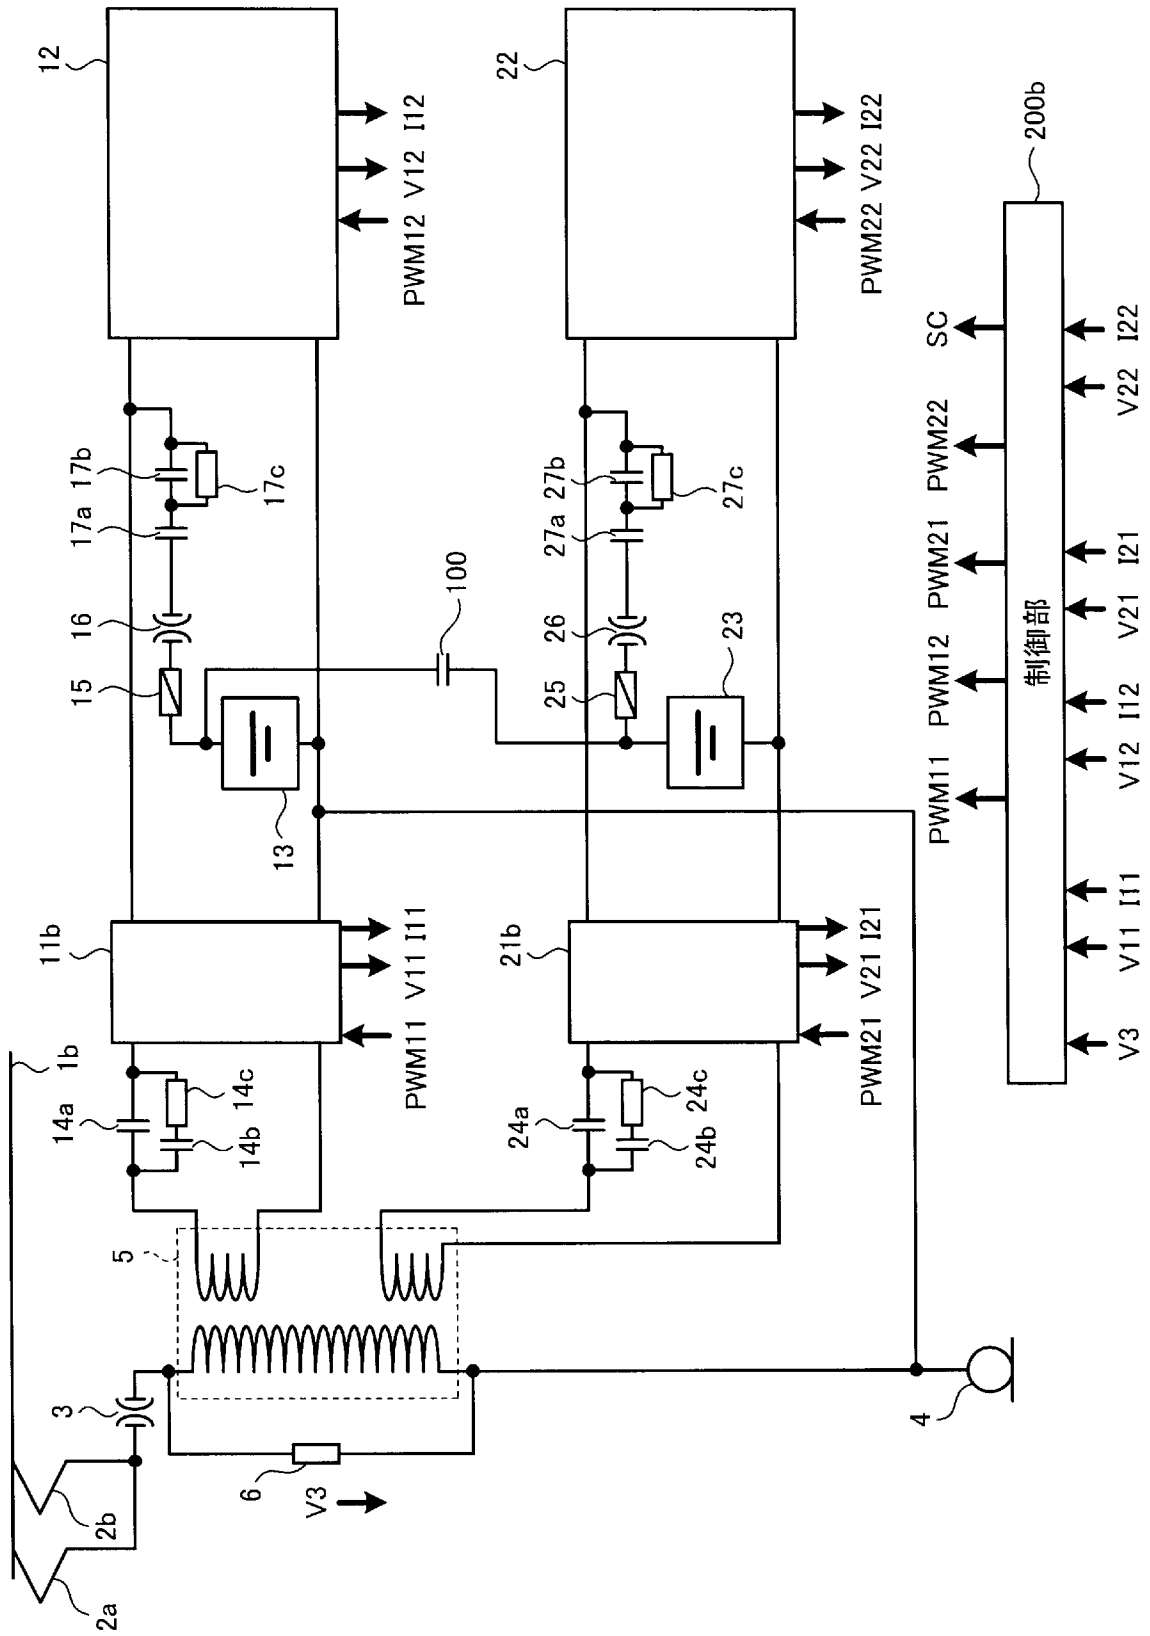 1b
2a
2b
3
4
5
6
V3
14a
14b
14c
11b
PWM11
V11
I11
13
15
16
17a
17b
17c
12
PWM12
V12
I12
100
24a
24b
24c
21b
PWM21
V21
I21
23
25
26
27a
27b
27c
22
PWM22
V22
I22
PWM11
PWM12
PWM21
PWM22
SC
制御部
200b
V3
V11
I11
V12
I12
V21
I21
V22
I22